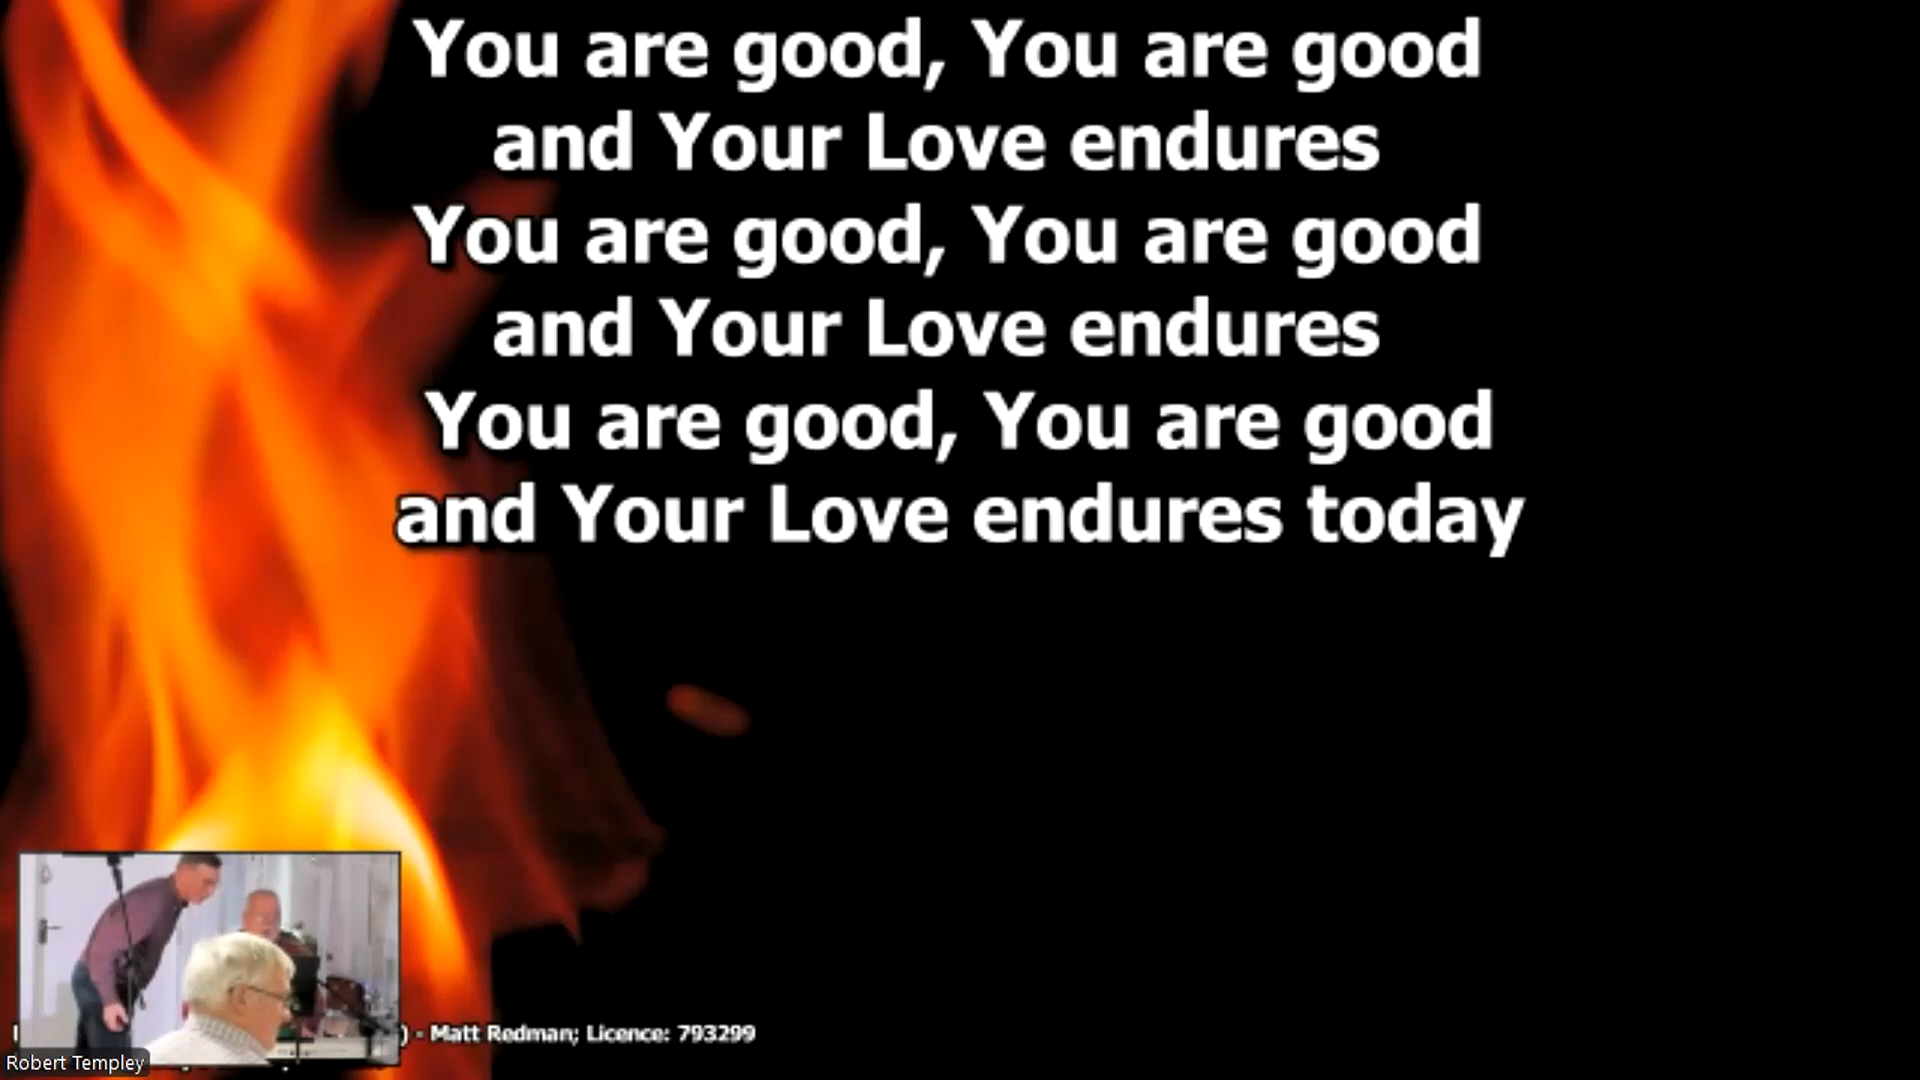 You are good, You are good
and Your Love endures
You are good, You are good
and Your Love endures
You are good, You are good
and Your Love endures today
) - Matt Redman; Licence: 793299
Robert Templey